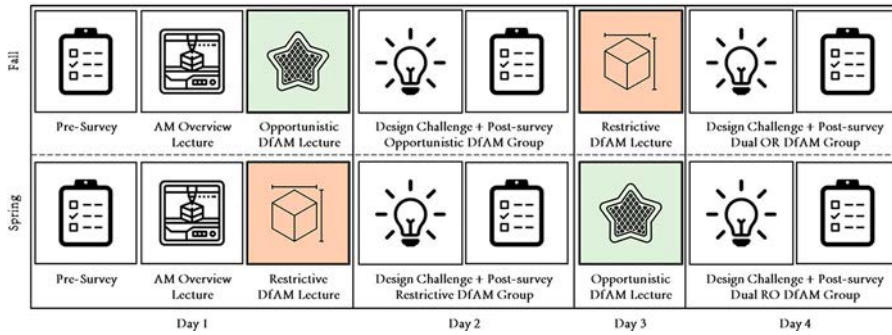 Fall
Pre-Survey
AM Overview
Lecture
Opportunistic
DfAM Lecture
Design Challenge + Post-survey
Opportunistic DfAM Group
Restrictive
DfAM Lecture
Design Challenge + Post-survey
Dual OR DfAM Group
Spring
Pre-Survey
AM Overview
Lecture
Restrictive
DfAM Lecture
Design Challenge + Post-survey
Restrictive DfAM Group
Opportunistic
DfAM Lecture
Design Challenge + Post-survey
Dual RO DfAM Group
Day 1
Day 2
Day 3
Day 4